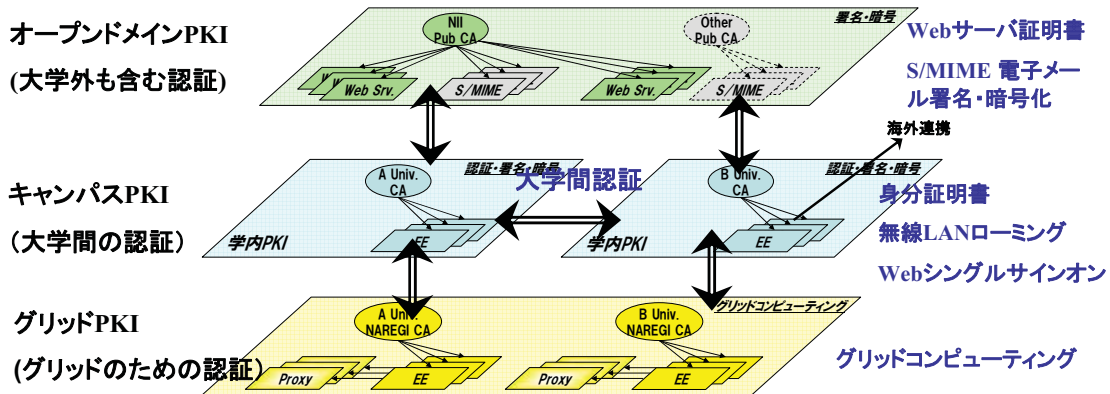 オープンドメインPKI
(大学外も含む認証)
NII
Pub CA
Other
Pub CA
署名・暗号
Web Srv.
S/MIME
Web Srv.
S/MIME
Webサーバ証明書
S/MIME 電子メー
ル署名・暗号化
海外連携
キャンパスPKI
（大学間の認証）
認証・署名・暗号
A Univ.
CA
EE
学内PKI
大学間認証
認証・署名・暗号
B Univ.
CA
EE
学内PKI
身分証明書
無線LANローミング
Webシングルサインオン
グリッドPKI
(グリッドのための認証）
グリッドコンピューティング
A Univ.
NAREGI CA
Proxy
EE
B Univ.
NAREGI CA
Proxy
EE
グリッドコンピューティング